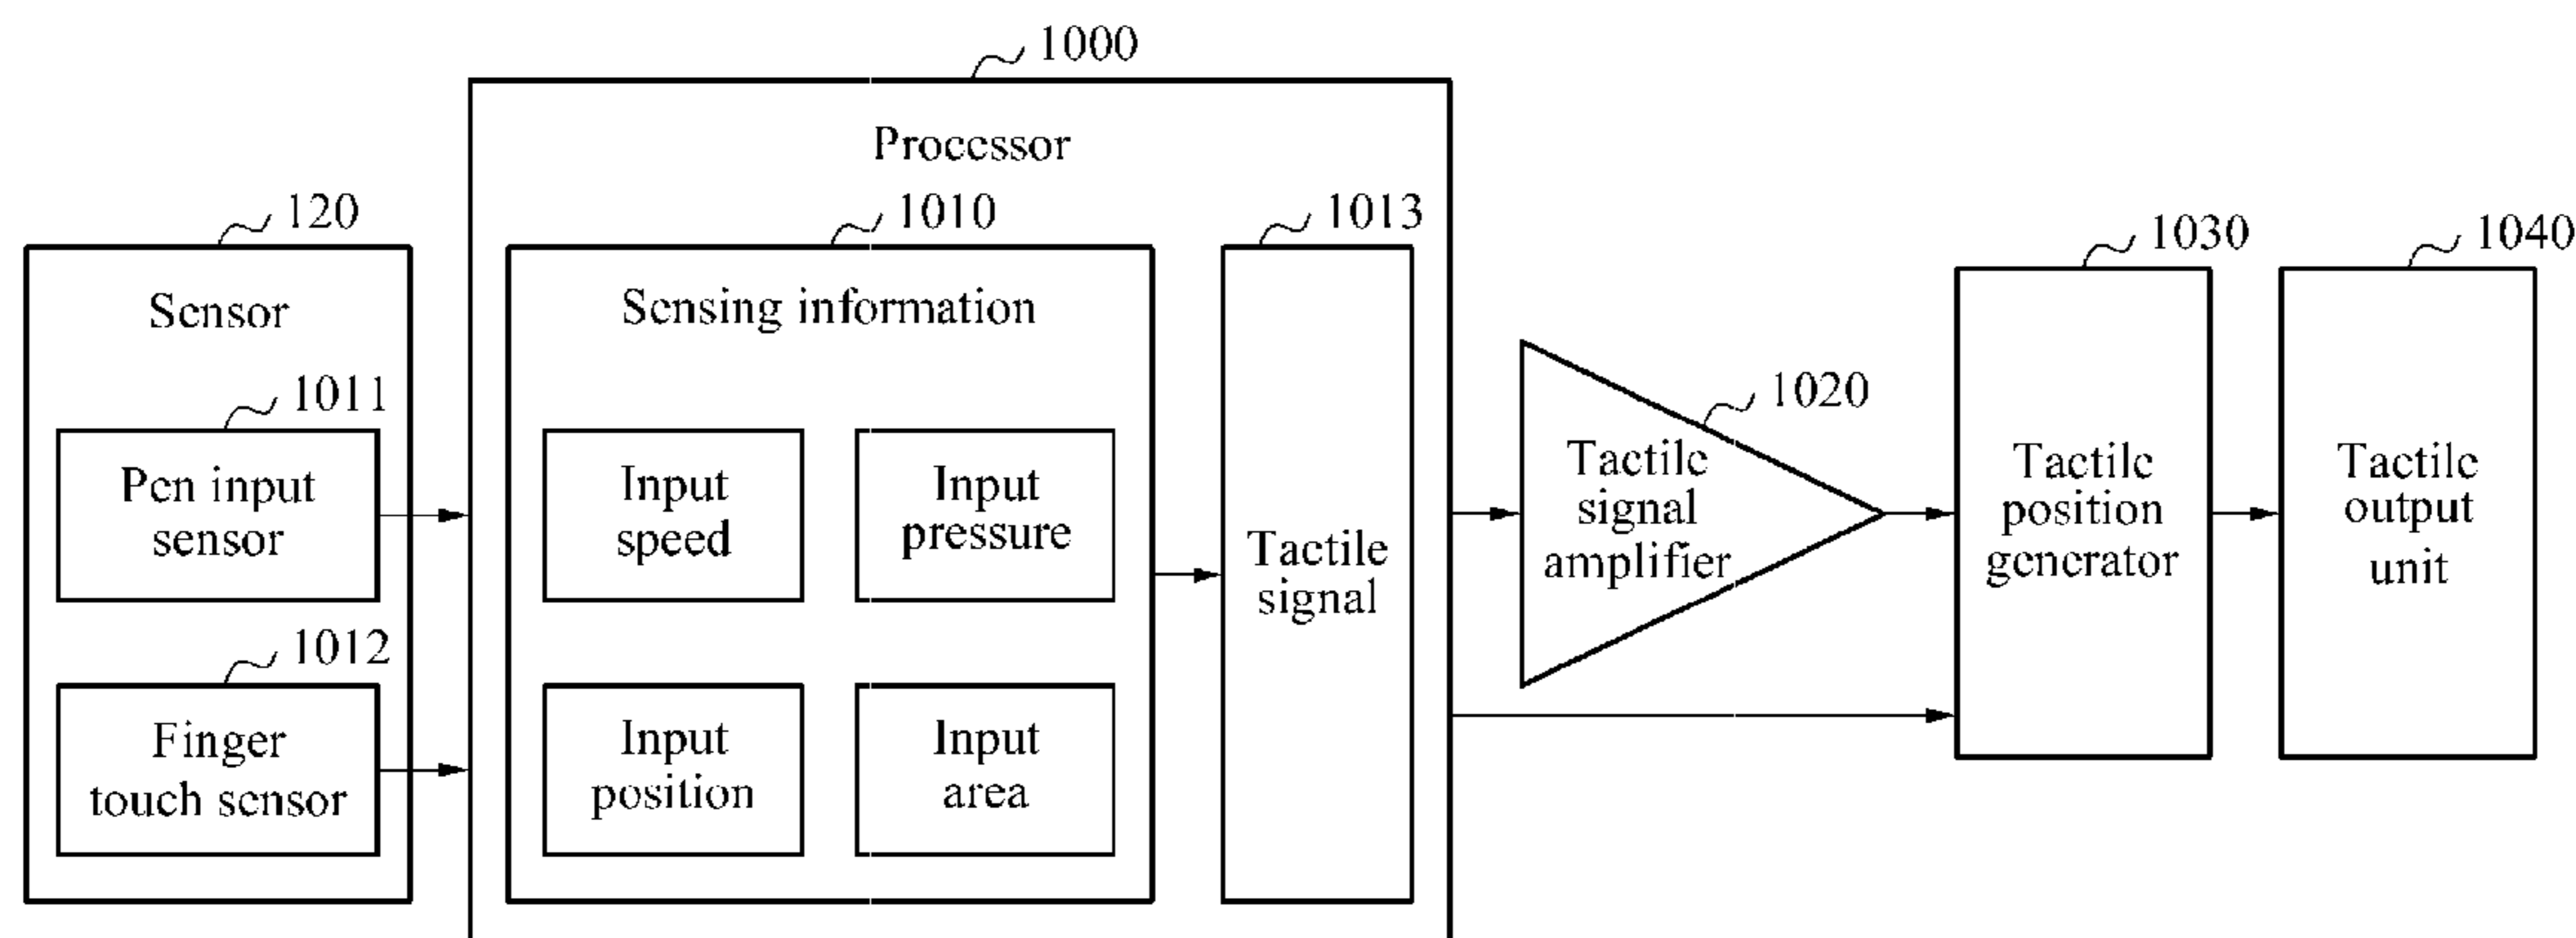 1000
Processor
120
1010
1013
1030
1040
Sensor
Sensing information
1011
1020
Pen input
sensor
Input
speed
Input
pressure
Tactile
signal
Tactile
signal
amplifier
Tactile
position
generator
Tactile
output
unit
1012
Finger
touch sensor
Input
position
Input
area